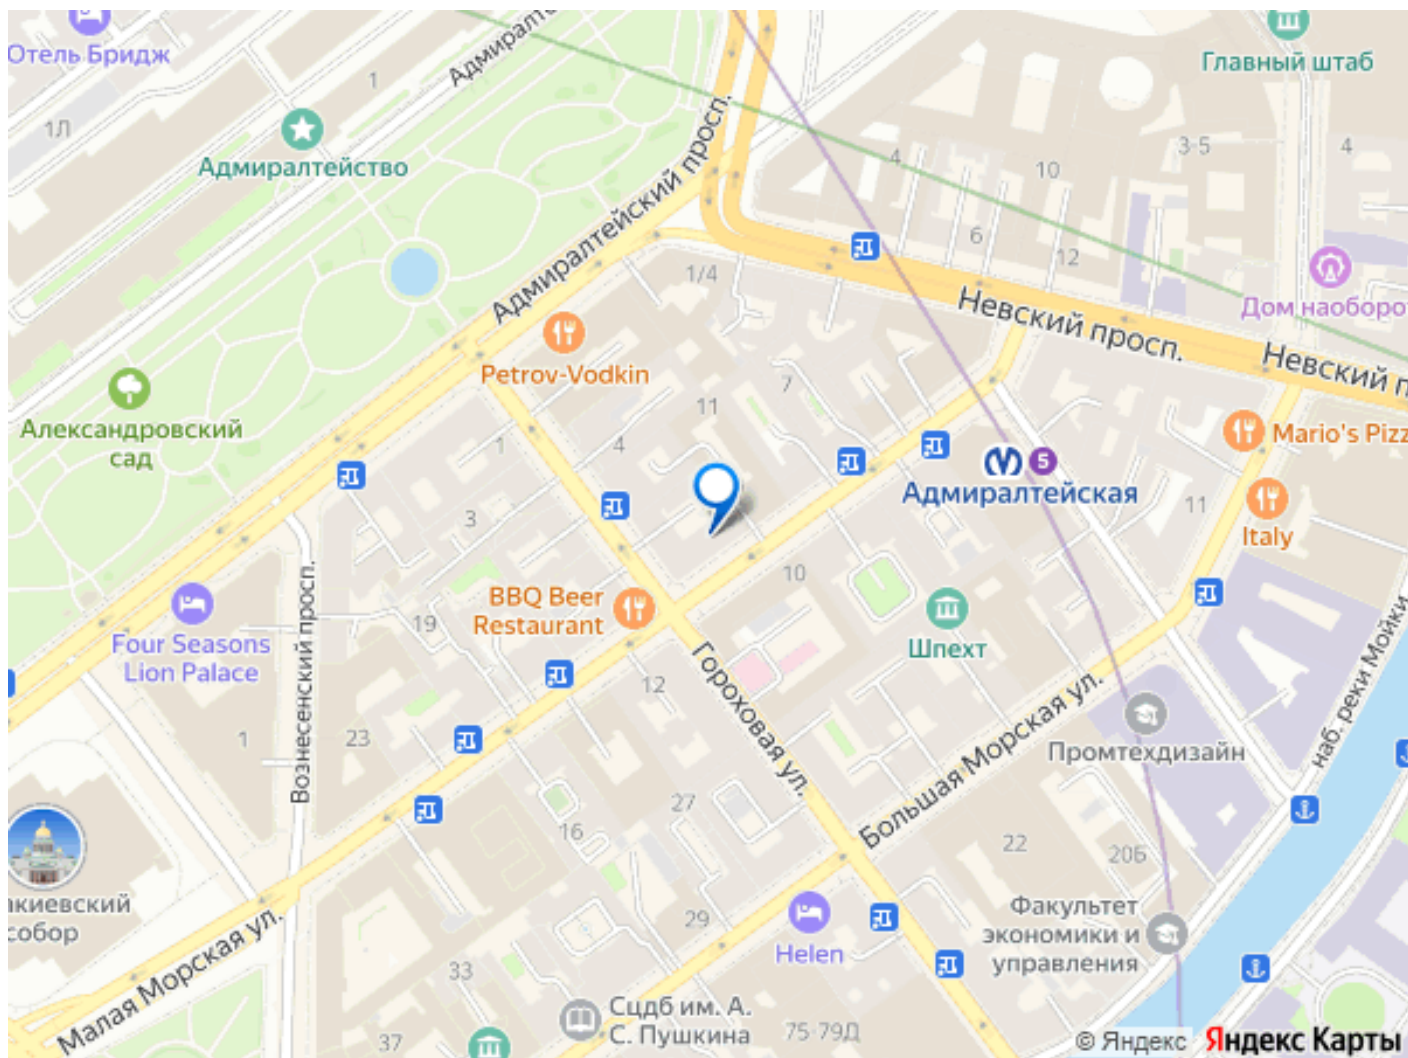 Отель Бридж
Адмиралт
1
1Л
Адмиралтейство
Главный штаб
4
10
3-5
4
6
12
Адмиралтейский просп.
1/4
Невский просп.
Дом наоборот
Невский п
Petrov-Vodkin
7
11
Александровский
сад
1
4
3
Адмиралтейская
5
11
Mario's Pizz
Italy
BBQ Beer
Restaurant
10
Шпехт
Four Seasons
Lion Palace
19
Вознесенский просп.
1
23
12
Гороховая ул.
Большая Морская ул.
Промтехдизайн
наб. реки Мойки
27
16
22
20Б
акиевский
собор
Малая Морская ул.
29
Helen
Факультет
экономики и
управления
33
37
Сцдб им. А.
С. Пушкина
75-79Д
© Яндекс Яндекс Карты